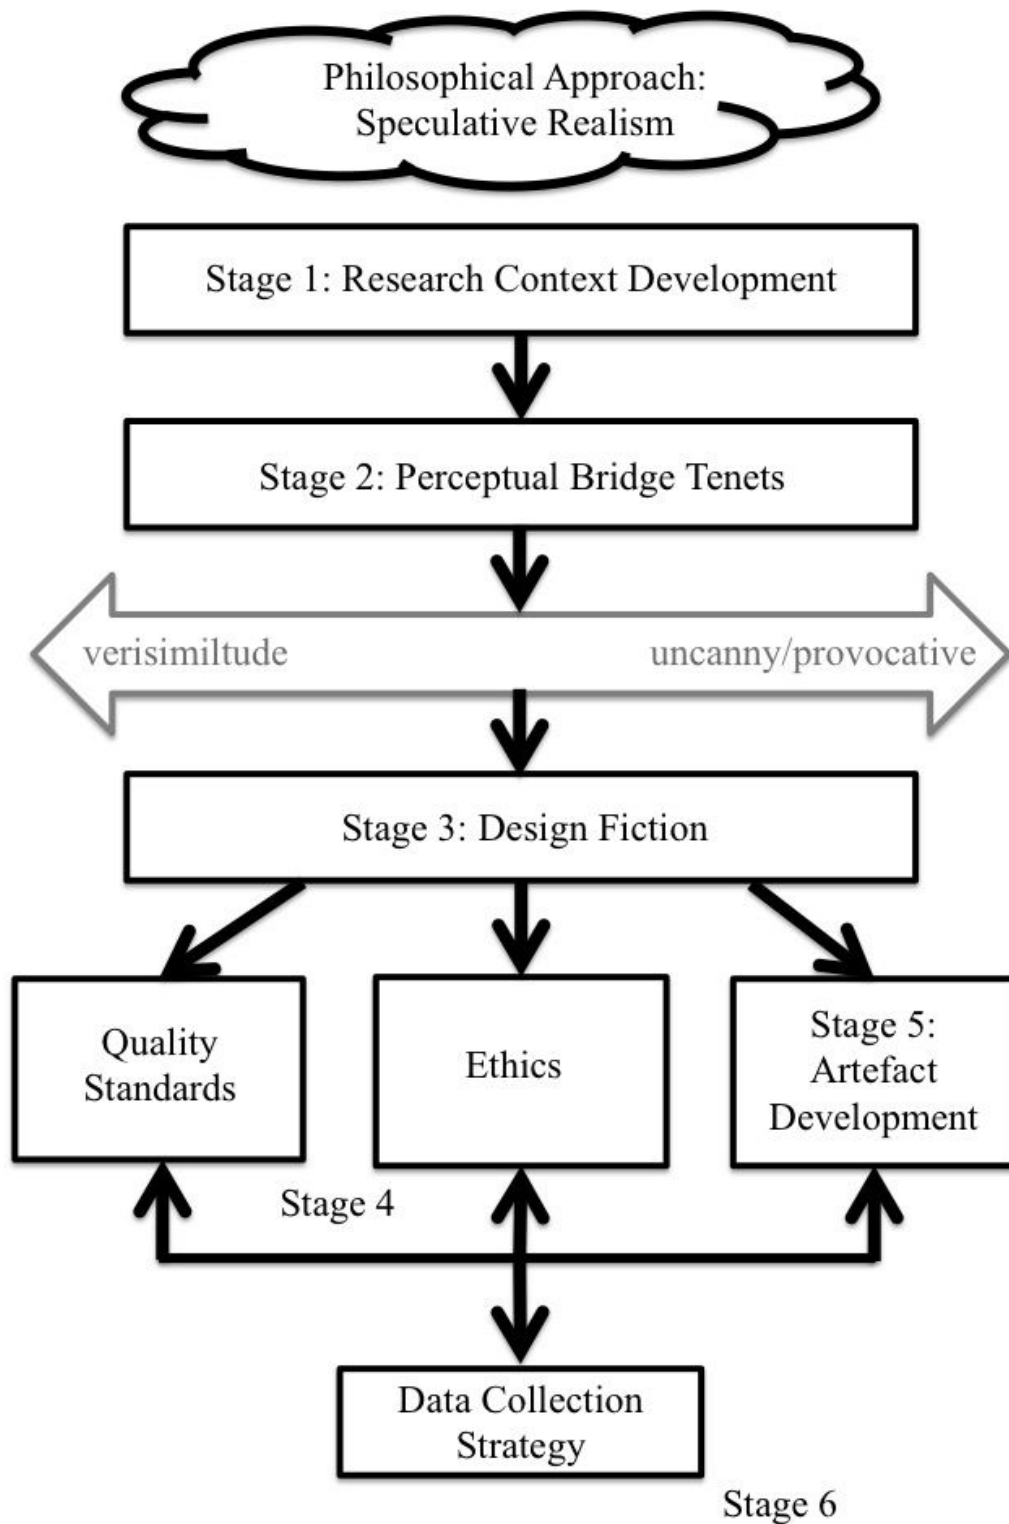 Philosophical Approach:
Speculative Realism
Stage 1: Research Context Development
Stage 2: Perceptual Bridge Tenets
verisimiltude
uncanny/provocative
Stage 3: Design Fiction
Quality
Standards
Ethics
Stage 5:
Artefact
Development
Stage 4
Data Collection
Strategy
Stage 6